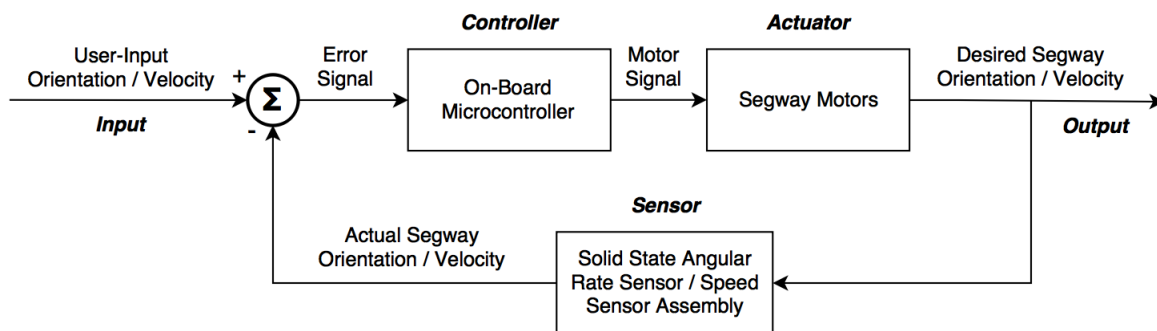 Controller
Actuator
User-Input
Orientation / Velocity
+
Σ
-
Input
Error
Signal
On-Board
Microcontroller
Motor
Signal
Segway Motors
Desired Segway
Orientation / Velocity
Output
Sensor
Actual Segway
Orientation / Velocity
Solid State Angular
Rate Sensor / Speed
Sensor Assembly